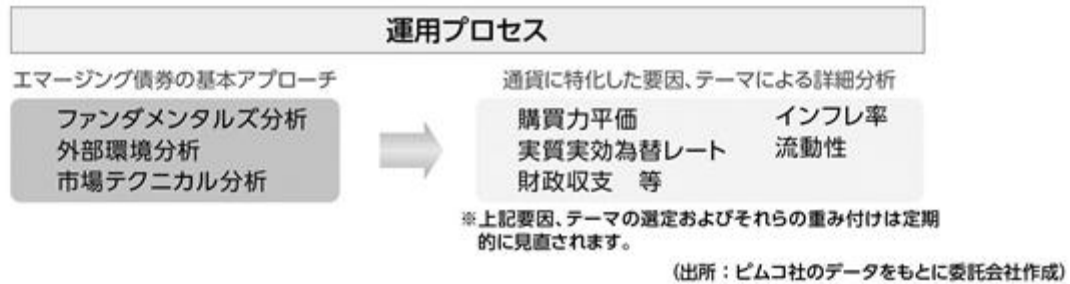 運用プロセス
エマージング債券の基本アプローチ
ファンダメンタルズ分析
外部環境分析
市場テクニカル分析
通貨に特化した要因、テーマによる詳細分析
購買力平価 インフレ率
実質実効為替レート 流動性
財政収支 等
※上記要因、テーマの選定およびそれらの重み付けは定期
的に見直されます。
(出所:ピムコ社のデータをもとに委託会社作成)